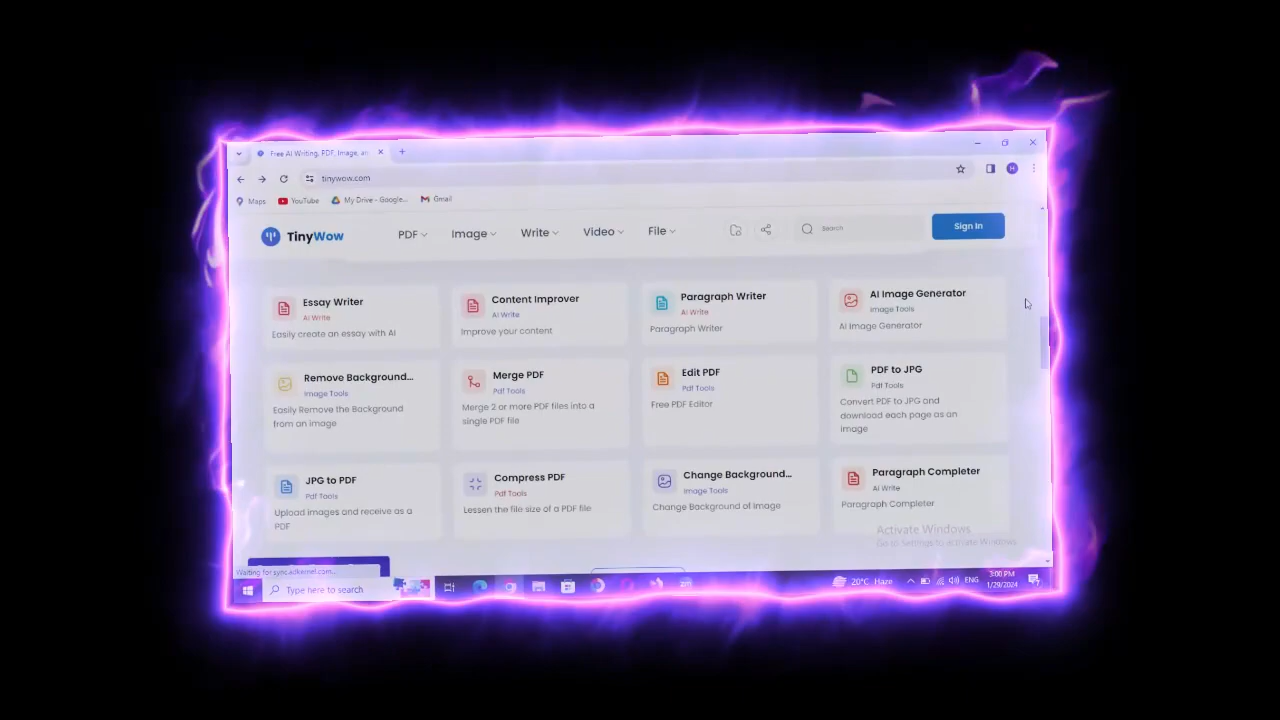 Free AI Writing, PDF, Image, an
tinywow.com
Maps
YouTube
My Drive - Google...
Gmail
TinyWow
PDF
Image
Write
Video
File
Search
Sign In
Essay Writer
AI Write
Easily create an essay with AI
Content Improver
AI Write
Improve your content
Paragraph Writer
AI Write
Paragraph Writer
AI Image Generator
Image Tools
AI Image Generator
Remove Background...
Image Tools
Easily Remove the Background
from an image
Merge PDF
Pdf Tools
Merge 2 or more PDF files into a
single PDF file
Edit PDF
Pdf Tools
Free PDF Editor
PDF to JPG
Pdf Tools
Convert PDF to JPG and
download each page as an
image
JPG to PDF
Pdf Tools
Upload images and receive as a
PDF
Compress PDF
Pdf Tools
Lessen the file size of a PDF file
Change Background...
Image Tools
Change Background of Image
Paragraph Completer
AI Write
Paragraph Completer
Activate Windows
Go to Settings to activate Windows.
Waiting for sync.adkernel.com...
Type here to search
20°C Haze
ENG
3:00 PM
1/29/2024